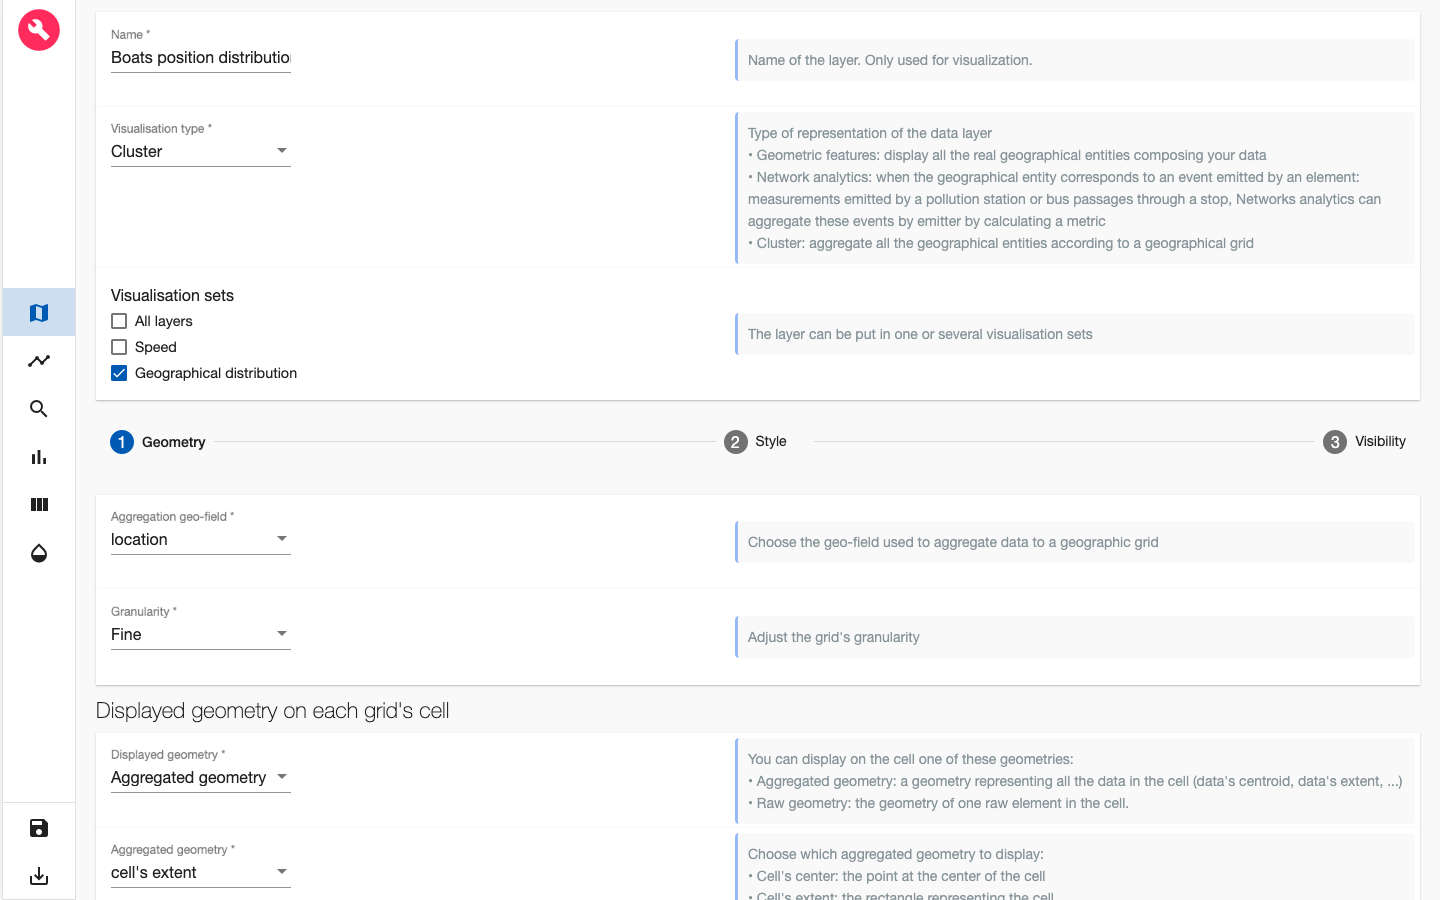 Name *
Boats position distribution
Name of the layer. Only used for visualization.
Visualisation type *
Cluster
Type of representation of the data layer
• Geometric features: display all the real geographical entities composing your data
• Network analytics: when the geographical entity corresponds to an event emitted by an element:
measurements emitted by a pollution station or bus passages through a stop, Networks analytics can
aggregate these events by emitter by calculating a metric
• Cluster: aggregate all the geographical entities according to a geographical grid
Visualisation sets
All layers
Speed
Geographical distribution
The layer can be put in one or several visualisation sets
1 Geometry
2 Style
3 Visibility
Aggregation geo-field *
location
Choose the geo-field used to aggregate data to a geographic grid
Granularity *
Fine
Adjust the grid's granularity
Displayed geometry on each grid's cell
Displayed geometry *
Aggregated geometry
You can display on the cell one of these geometries:
• Aggregated geometry: a geometry representing all the data in the cell (data's centroid, data's extent, ...)
• Raw geometry: the geometry of one raw element in the cell.
Aggregated geometry *
cell's extent
Choose which aggregated geometry to display:
• Cell's center: the point at the center of the cell
• Cell's extent: the rectangle representing the cell